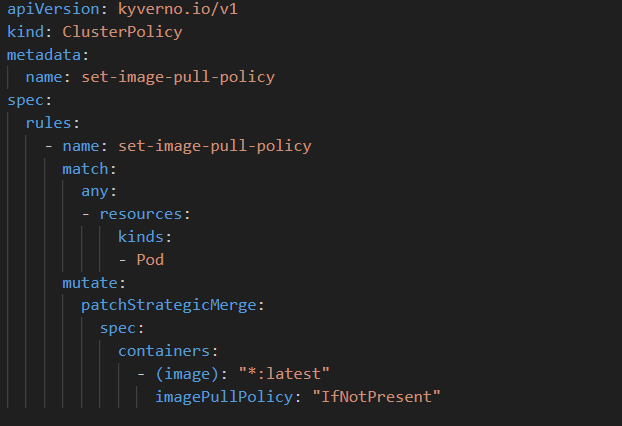 apiVersion: kyverno.io/v1
kind: ClusterPolicy
metadata:
  name: set-image-pull-policy
spec:
  rules:
    - name: set-image-pull-policy
      match:
        any:
        - resources:
            kinds:
            - Pod
      mutate:
        patchStrategicMerge:
          spec:
            containers:
              - (image): "*:latest"
                imagePullPolicy: "IfNotPresent"